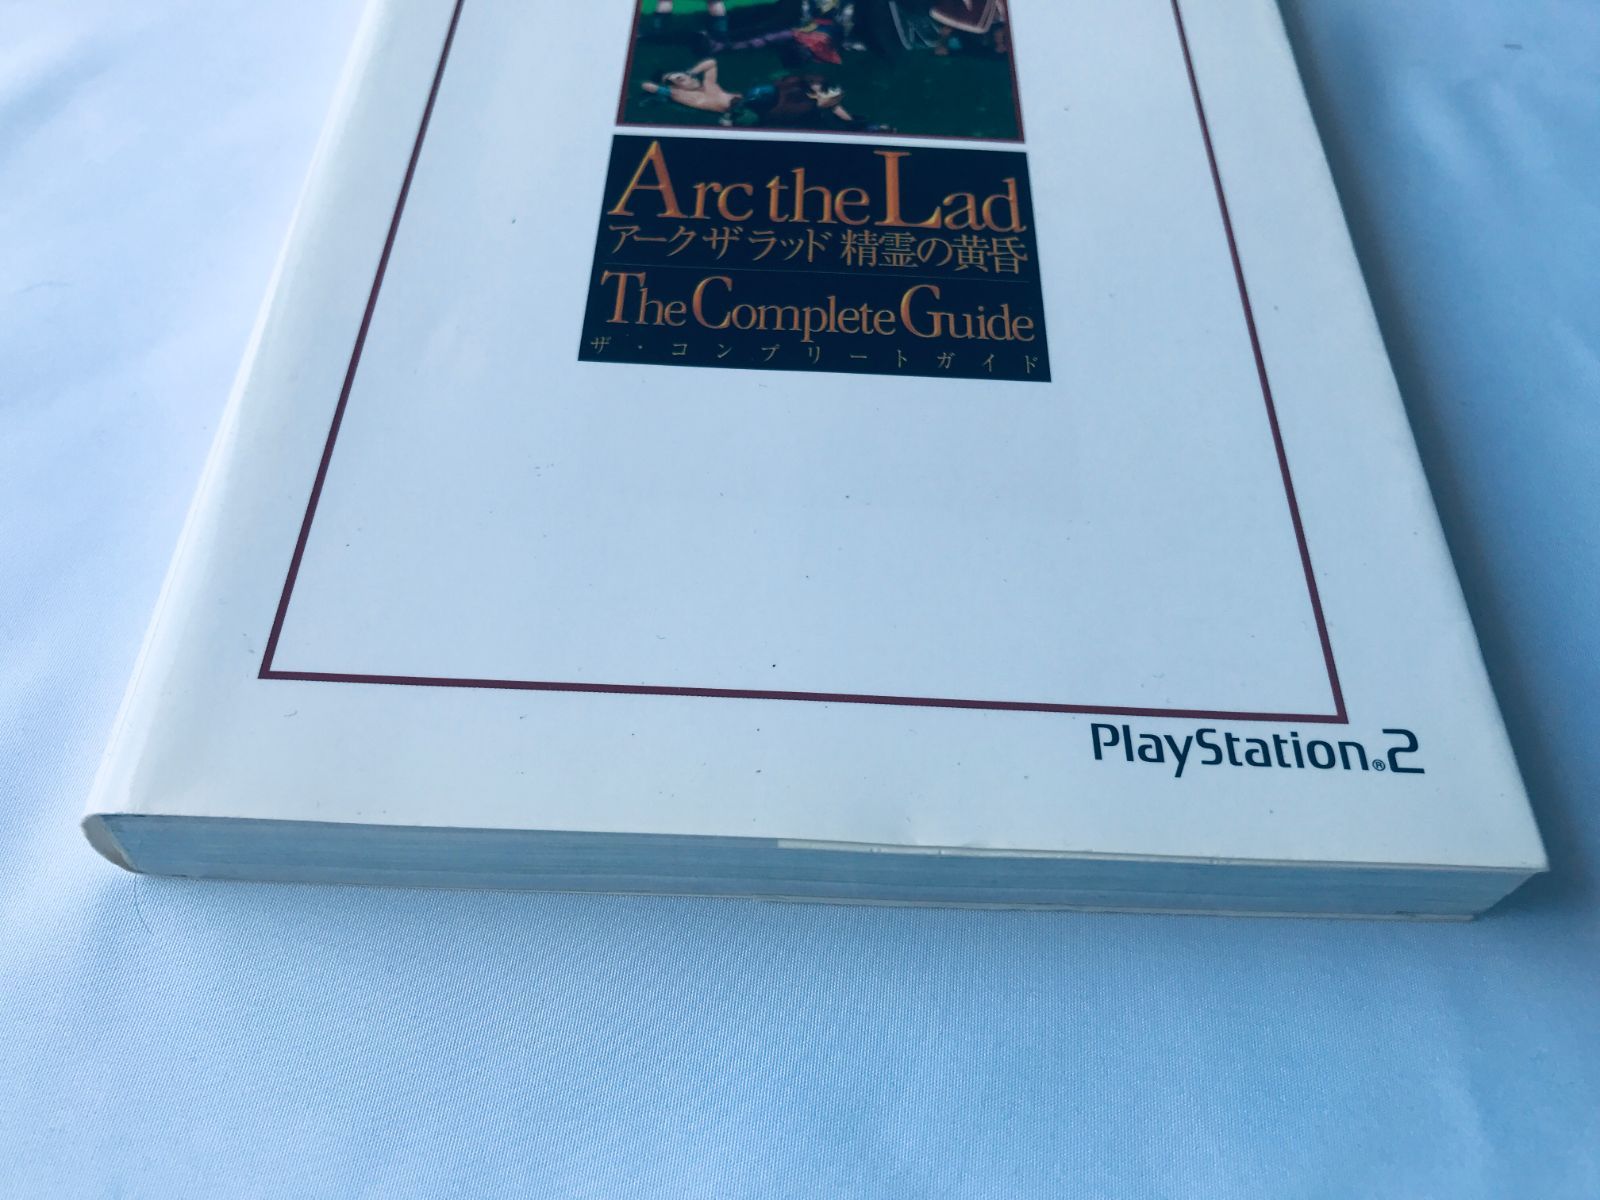 Arc the Lad
アークザラッド 精霊の黄昏
The Complete Guide
ザ・コンプリートガイド
PlayStation®2